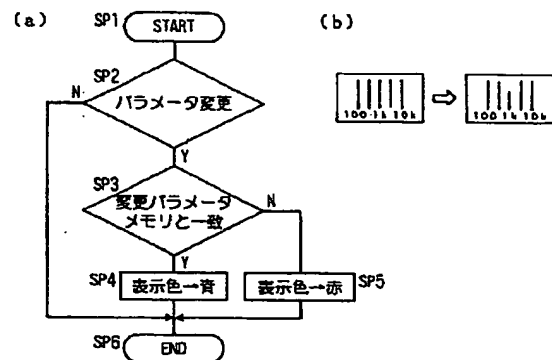 (a)
SP1 START
SP2
N パラメータ変更
Y
SP3
変更パラメータ N
メモリと一致
Y
SP4 表示色→青
表示色→赤 SP5
SP6 END
(b)
100 1k 10k
100 1k 10k